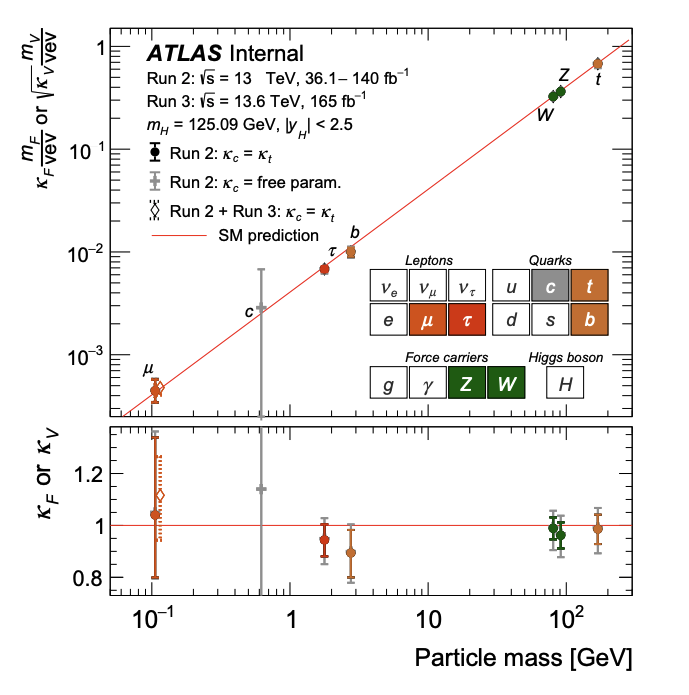 κ_F m_F/vev or √κ_V m_V/vev
ATLAS Internal
Run 2: √s = 13 TeV, 36.1– 140 fb⁻¹
Run 3: √s = 13.6 TeV, 165 fb⁻¹
m_H = 125.09 GeV, |y_H| < 2.5
Run 2: κ_c = κ_t
Run 2: κ_c = free param.
Run 2 + Run 3: κ_c = κ_t
SM prediction
1
10⁻¹
10⁻²
10⁻³
μ
c
τ
b
W
Z
t
Leptons Quarks
ν_e ν_μ ν_τ u c t
e μ τ d s b
Force carriers Higgs boson
g γ Z W H
κ_F or κ_V
1.2
1
0.8
10⁻¹ 1 10 10²
Particle mass [GeV]